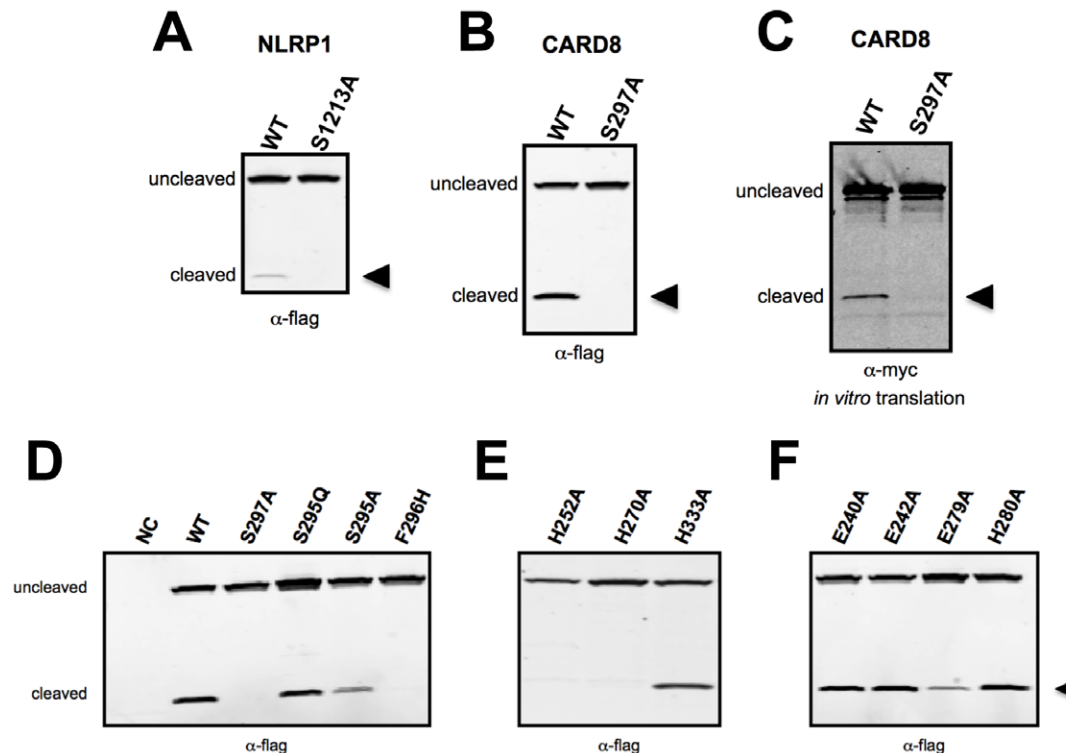 A
NLRP1
WT
S1213A
uncleaved
cleaved
α-flag
B
CARD8
WT
S297A
uncleaved
cleaved
α-flag
C
CARD8
WT
S297A
uncleaved
cleaved
α-myc
in vitro translation
D
NC
WT
S297A
S295Q
S295A
F296H
uncleaved
cleaved
α-flag
E
H252A
H270A
H333A
α-flag
F
E240A
E242A
E279A
H280A
α-flag